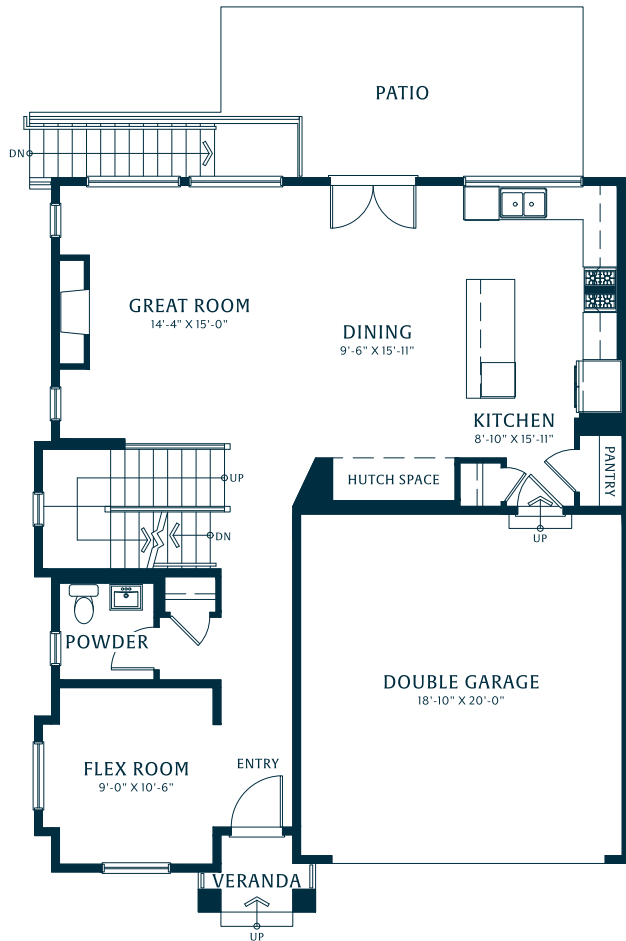 PATIO
DN
GREAT ROOM
14'-4" X 15'-0"
DINING
9'-6" X 15'-11"
KITCHEN
8'-10" X 15'-11"
PANTRY
HUTCH SPACE
UP
DN
UP
POWDER
DOUBLE GARAGE
18'-10" X 20'-0"
FLEX ROOM
9'-0" X 10'-6"
ENTRY
VERANDA
UP